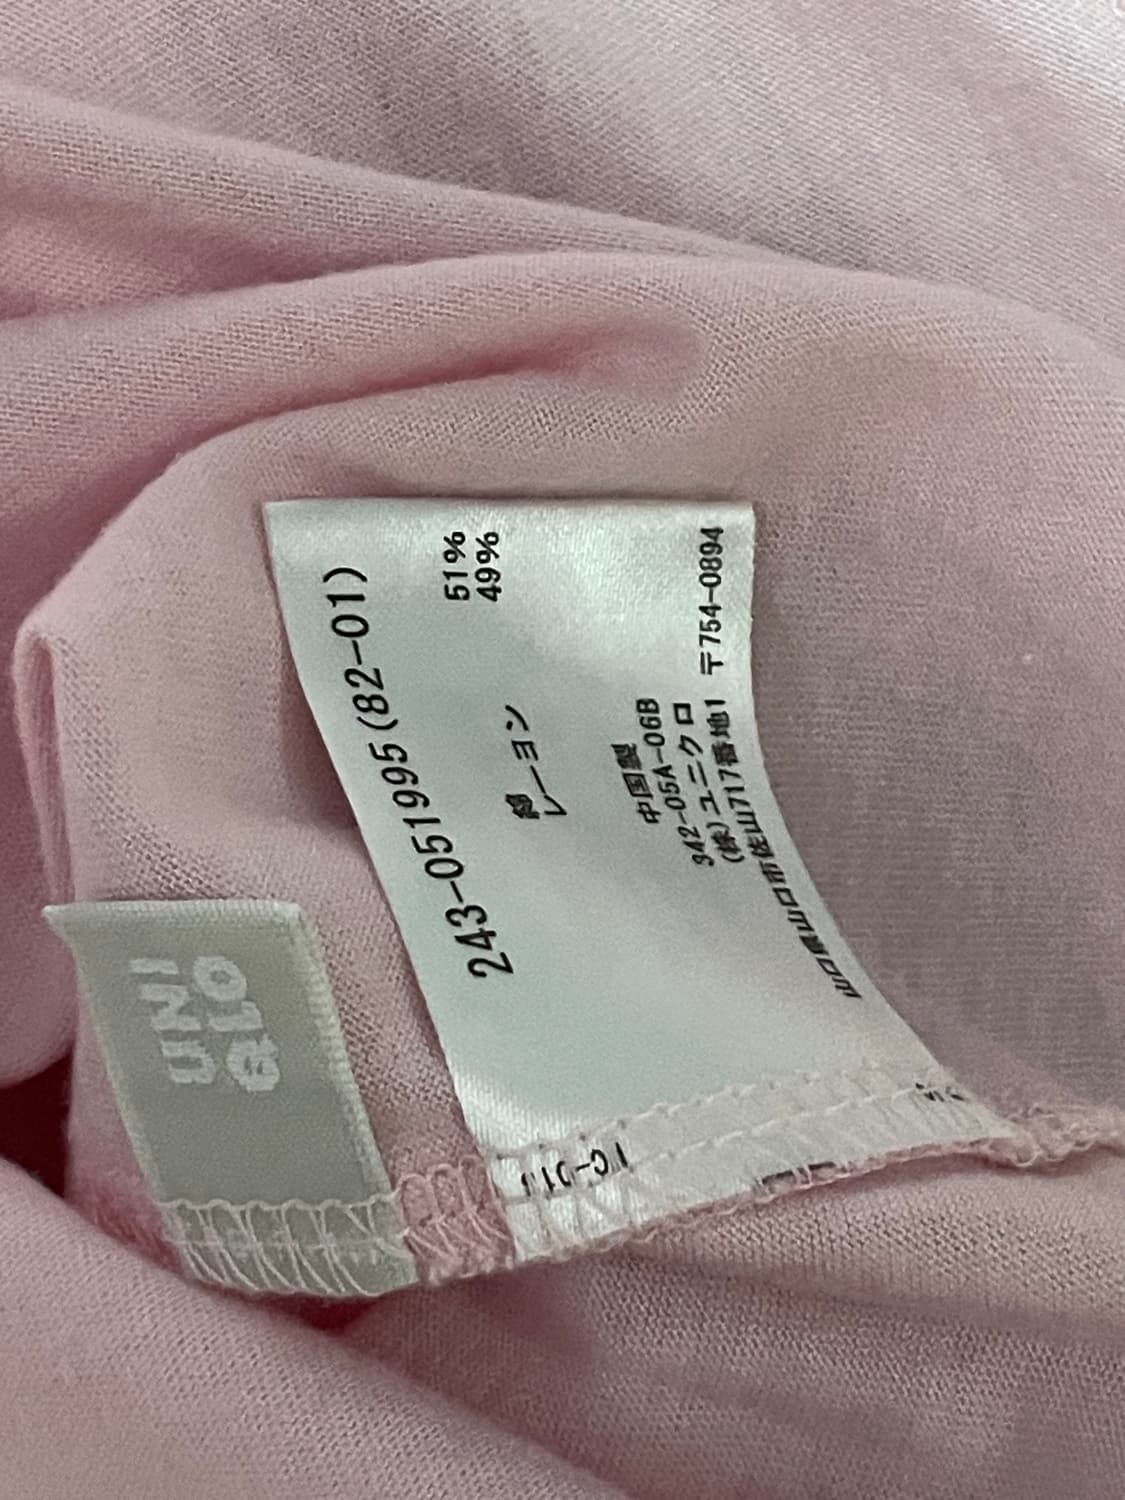 UNI
QLO
243-051995(82-01)
綿 51%
レーヨン 49%
中国製
342-05A-06B
(株)ユニクロ
山口県山口市佐山717番地1 〒754-0894